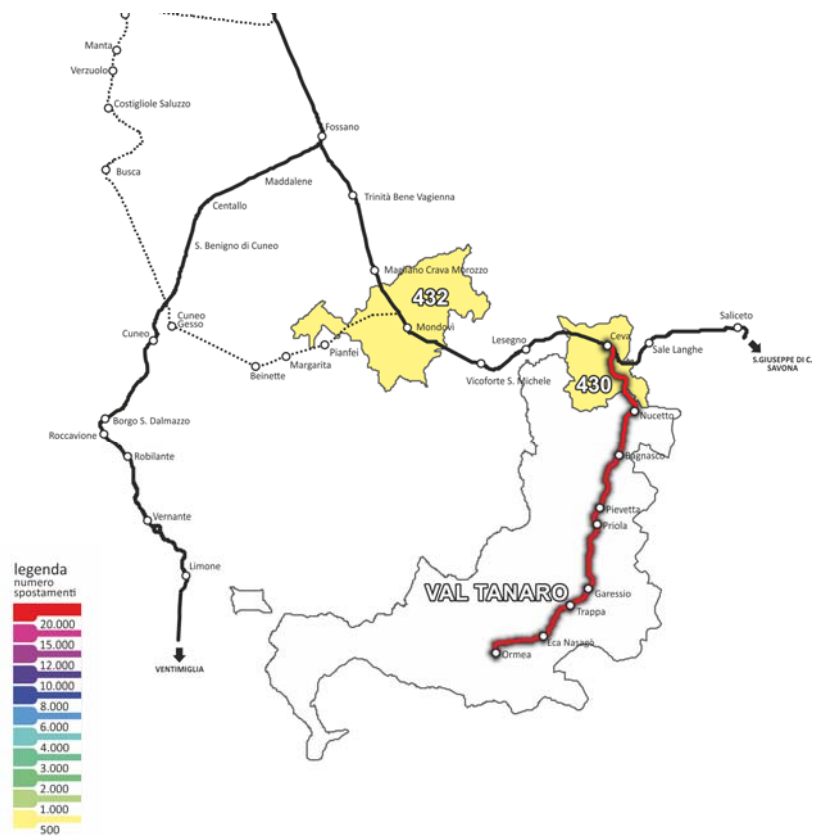 Manta
Verzuolo
Costigliole Saluzzo
Fossano
Busca
Maddalene
Trinità Bene Vagienna
Centallo
S. Benigno di Cuneo
Magliano Crava Morozzo
432
Cuneo
Gesso
Mondovì
Saliceto
Cuneo
Lesegno
Ceva
Pianfei
Sale Langhe
Margarita
S.GIUSEPPE DI C.
SAVONA
Beinette
Vicoforte S. Michele
430
Nucetto
Borgo S. Dalmazzo
Roccavione
Robilante
Bagnasco
Pievetta
Vernante
Priola
legenda
numero
spostamenti
Limone
VAL TANARO
Garessio
Trappa
20.000
15.000
Eca Nasagò
Ormea
12.000
VENTIMIGLIA
10.000
8.000
6.000
4.000
3.000
2.000
1.000
500